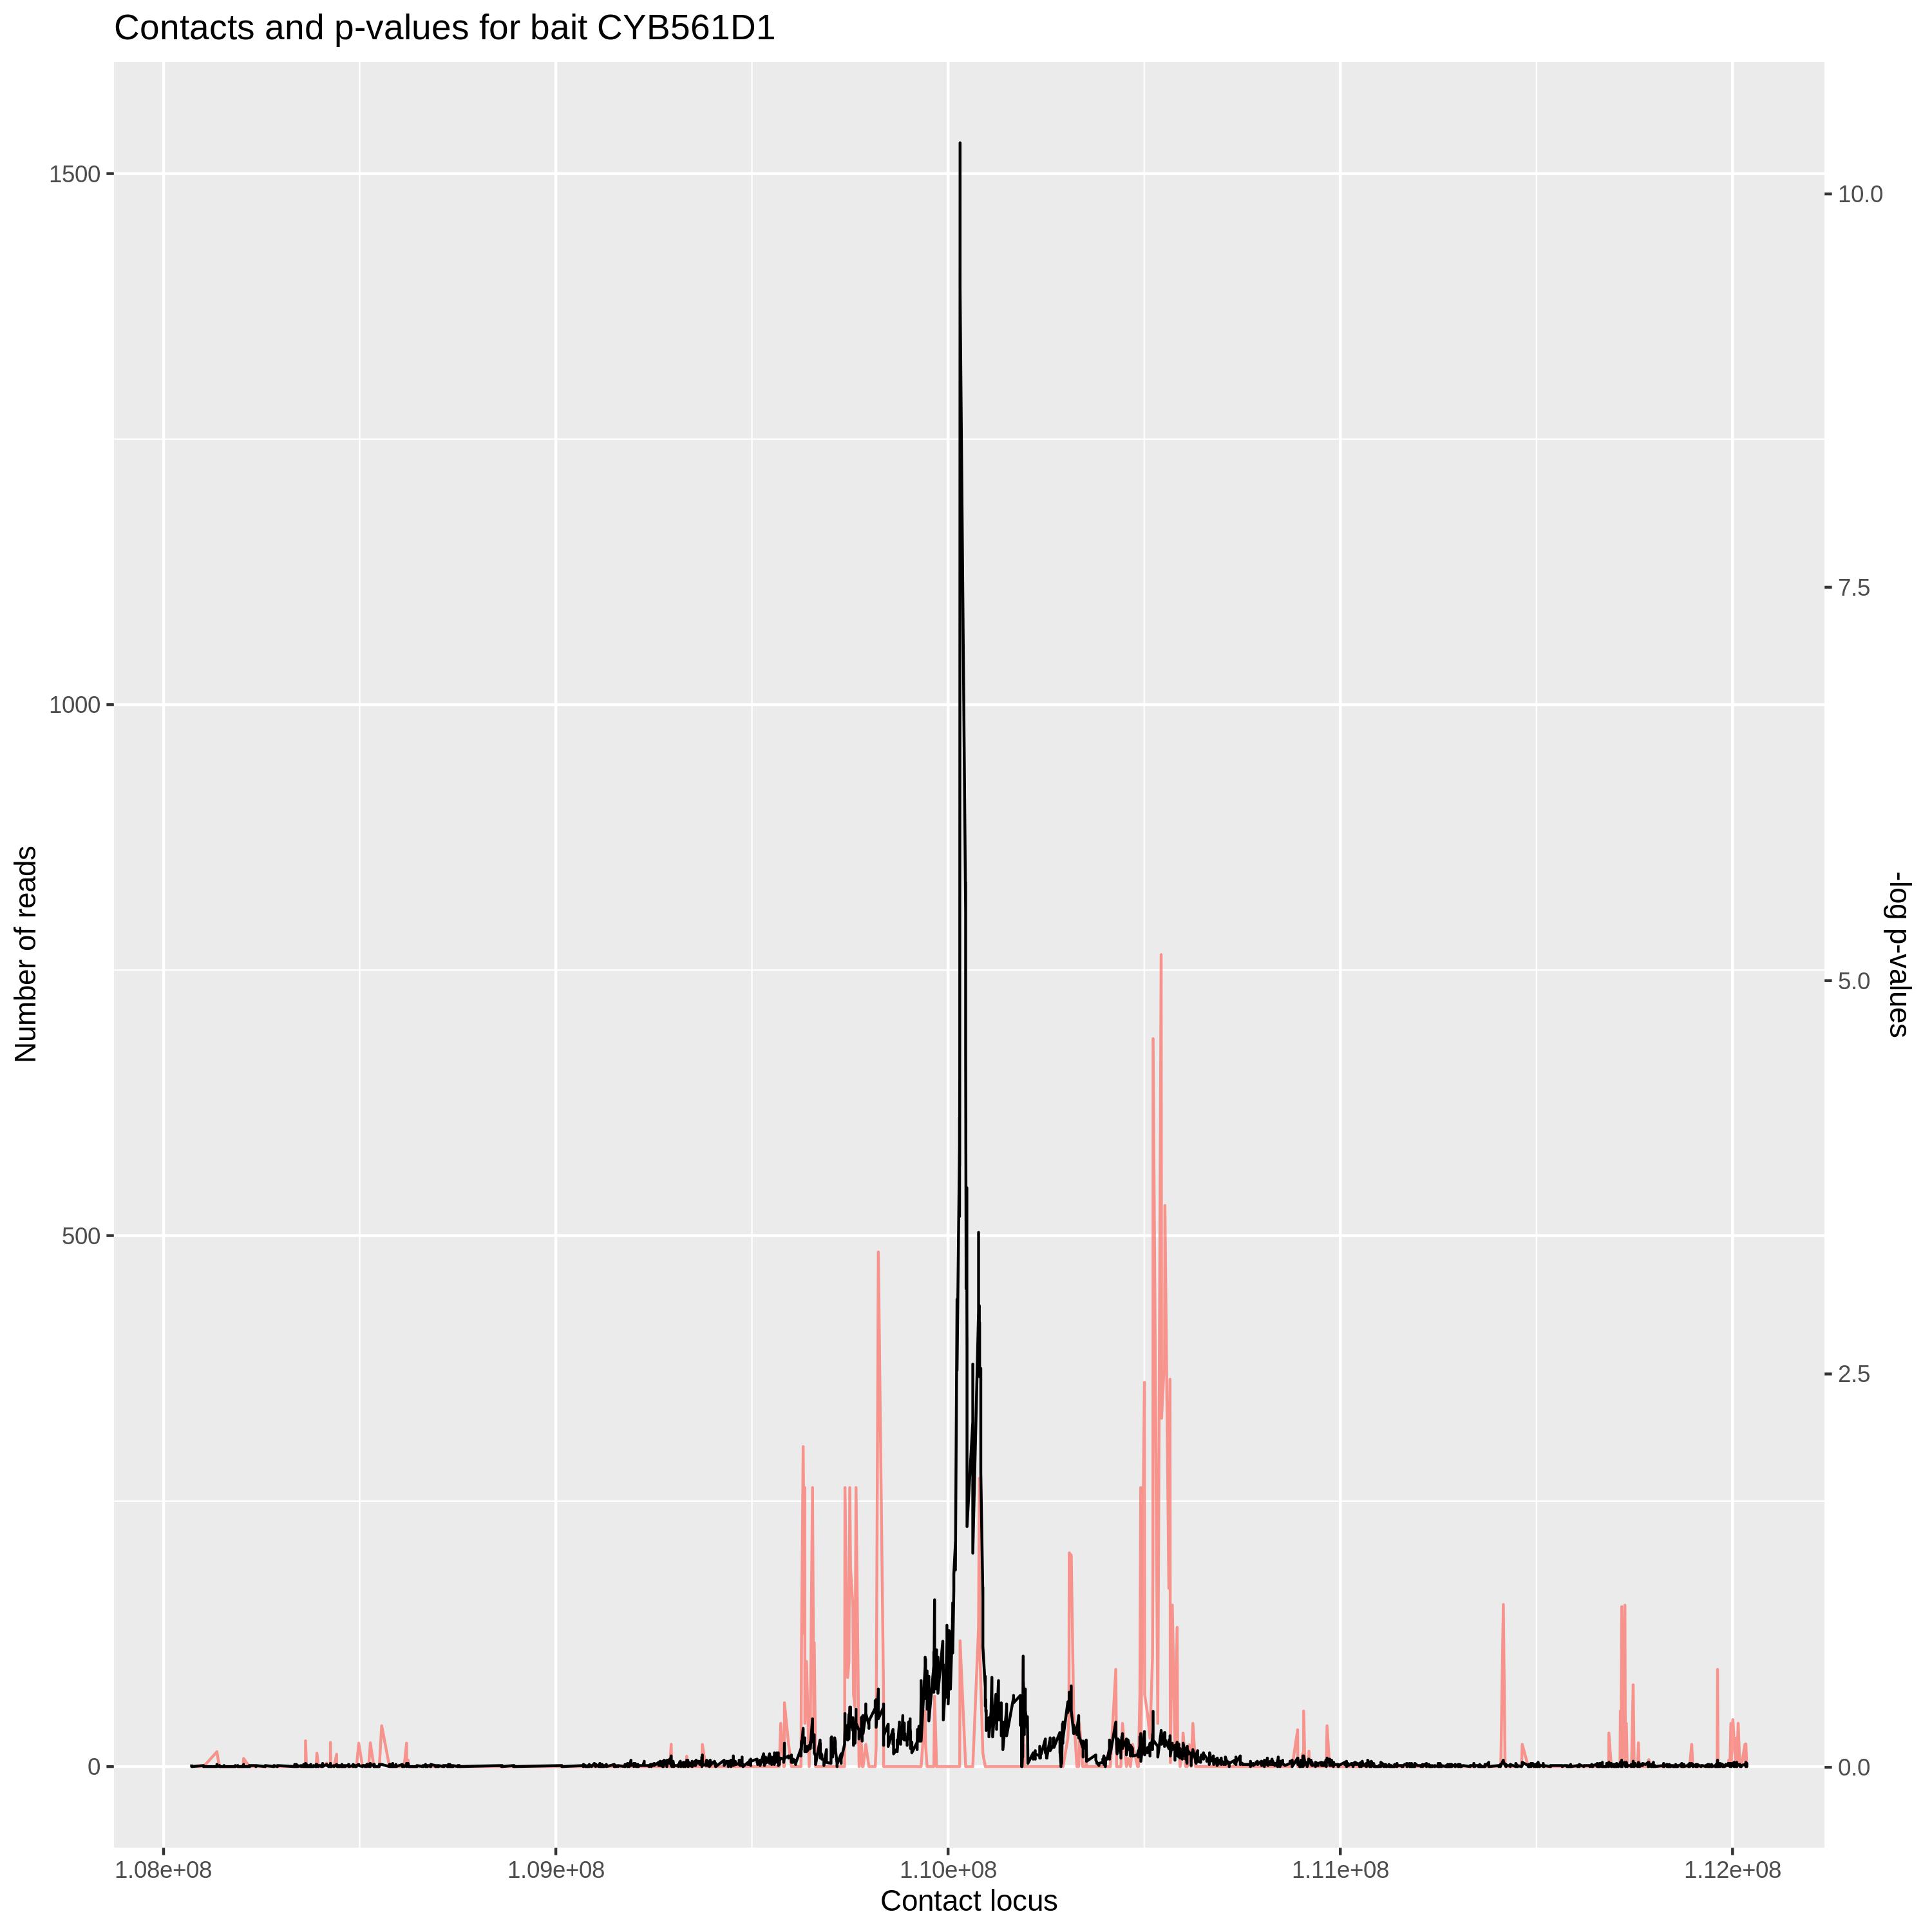 Contacts and p-values for bait CYB561D1
1500
1000
500
0
10.0
7.5
5.0
2.5
0.0
Number of reads
-log p-values
1.08e+08
1.09e+08
1.10e+08
1.11e+08
1.12e+08
Contact locus